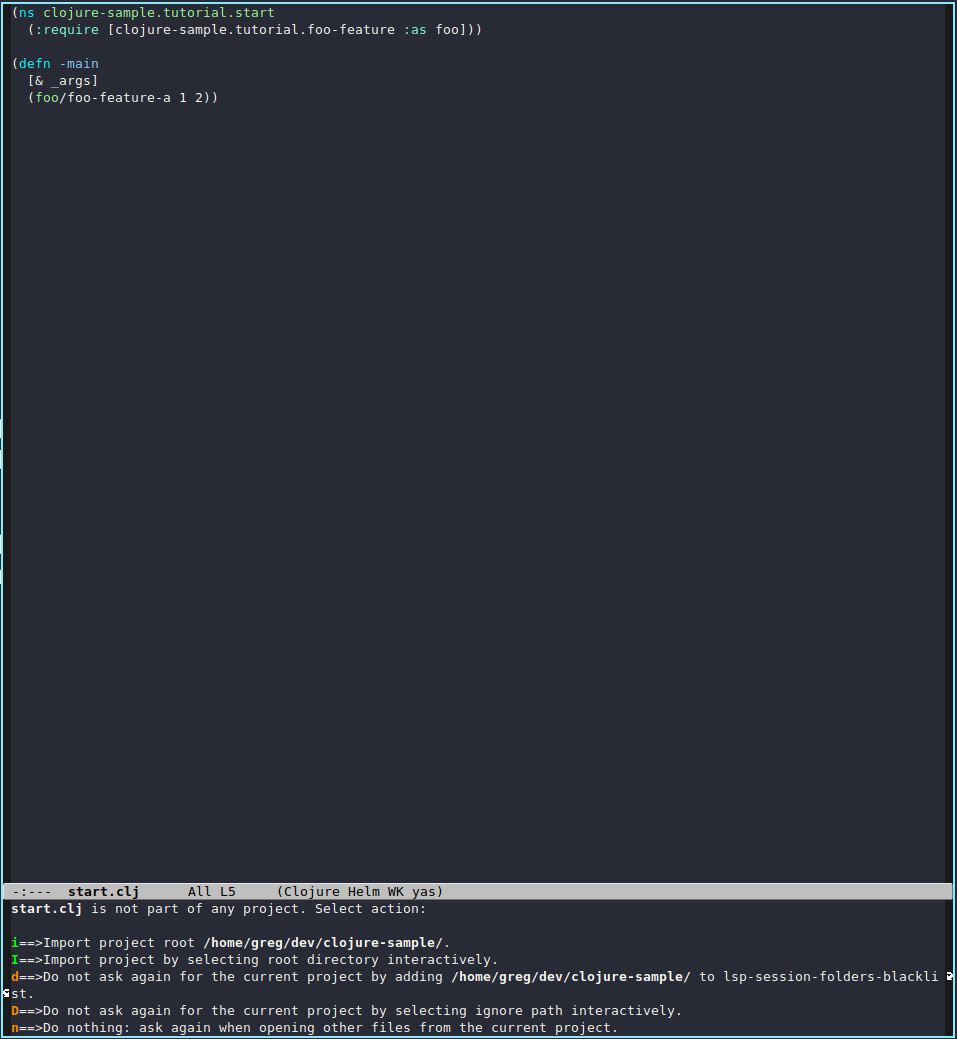 (ns clojure-sample.tutorial.start
  (:require [clojure-sample.tutorial.foo-feature :as foo]))
(defn -main
  [& _args]
  (foo/foo-feature-a 1 2))
-:---  start.clj      All L5     (Clojure Helm WK yas)
start.clj is not part of any project. Select action:
i==>Import project root /home/greg/dev/clojure-sample/.
I==>Import project by selecting root directory interactively.
d==>Do not ask again for the current project by adding /home/greg/dev/clojure-sample/ to lsp-session-folders-blackli
st.
D==>Do not ask again for the current project by selecting ignore path interactively.
n==>Do nothing: ask again when opening other files from the current project.